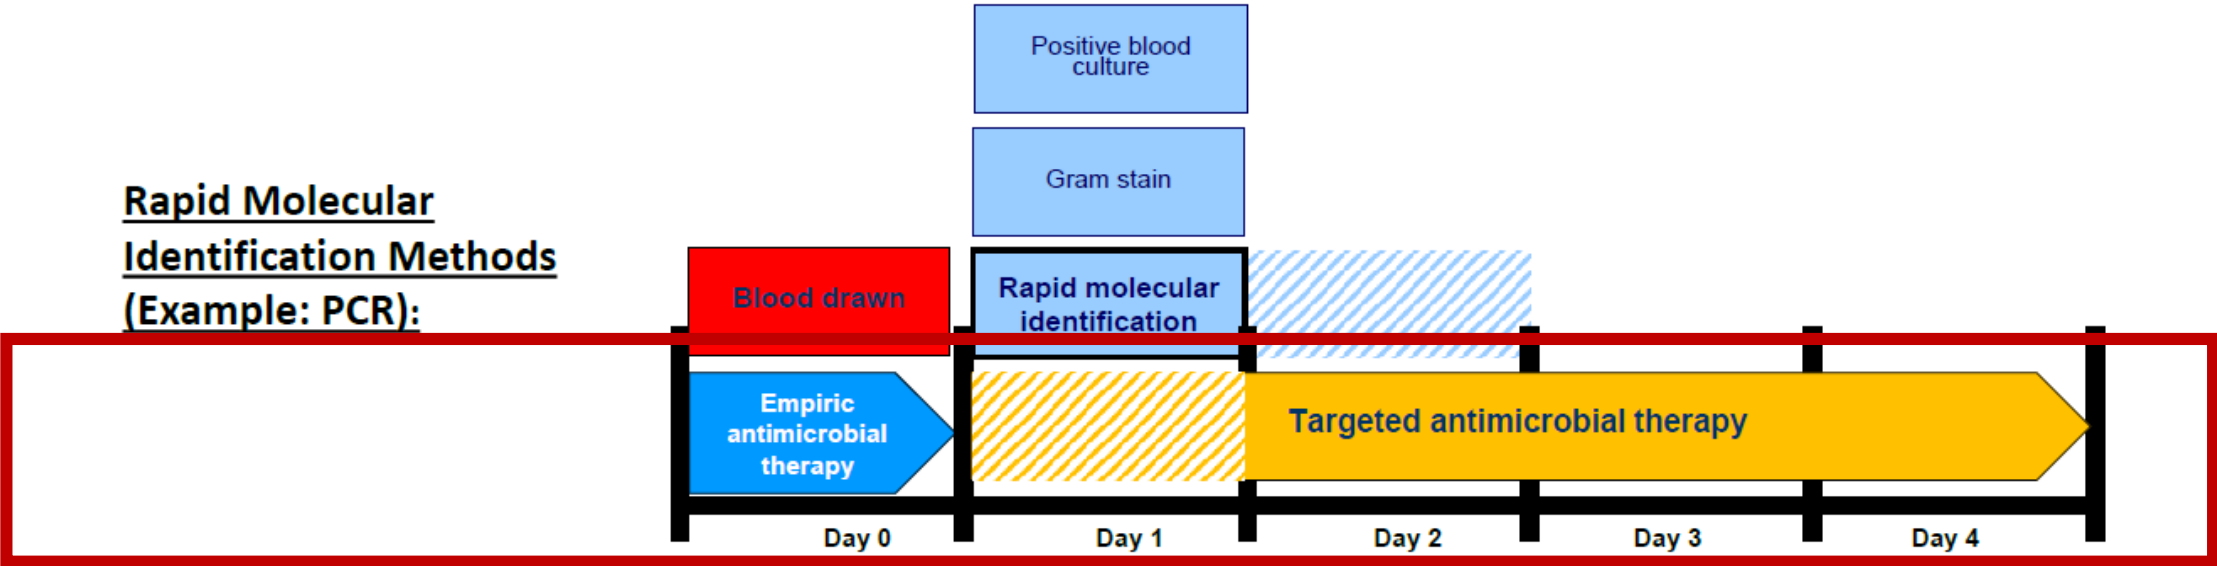 Positive blood
culture
Gram stain
Rapid Molecular
Identification Methods
(Example: PCR):
Blood drawn
Rapid molecular
identification
Empiric
antimicrobial
therapy
Targeted antimicrobial therapy
Day 0
Day 1
Day 2
Day 3
Day 4